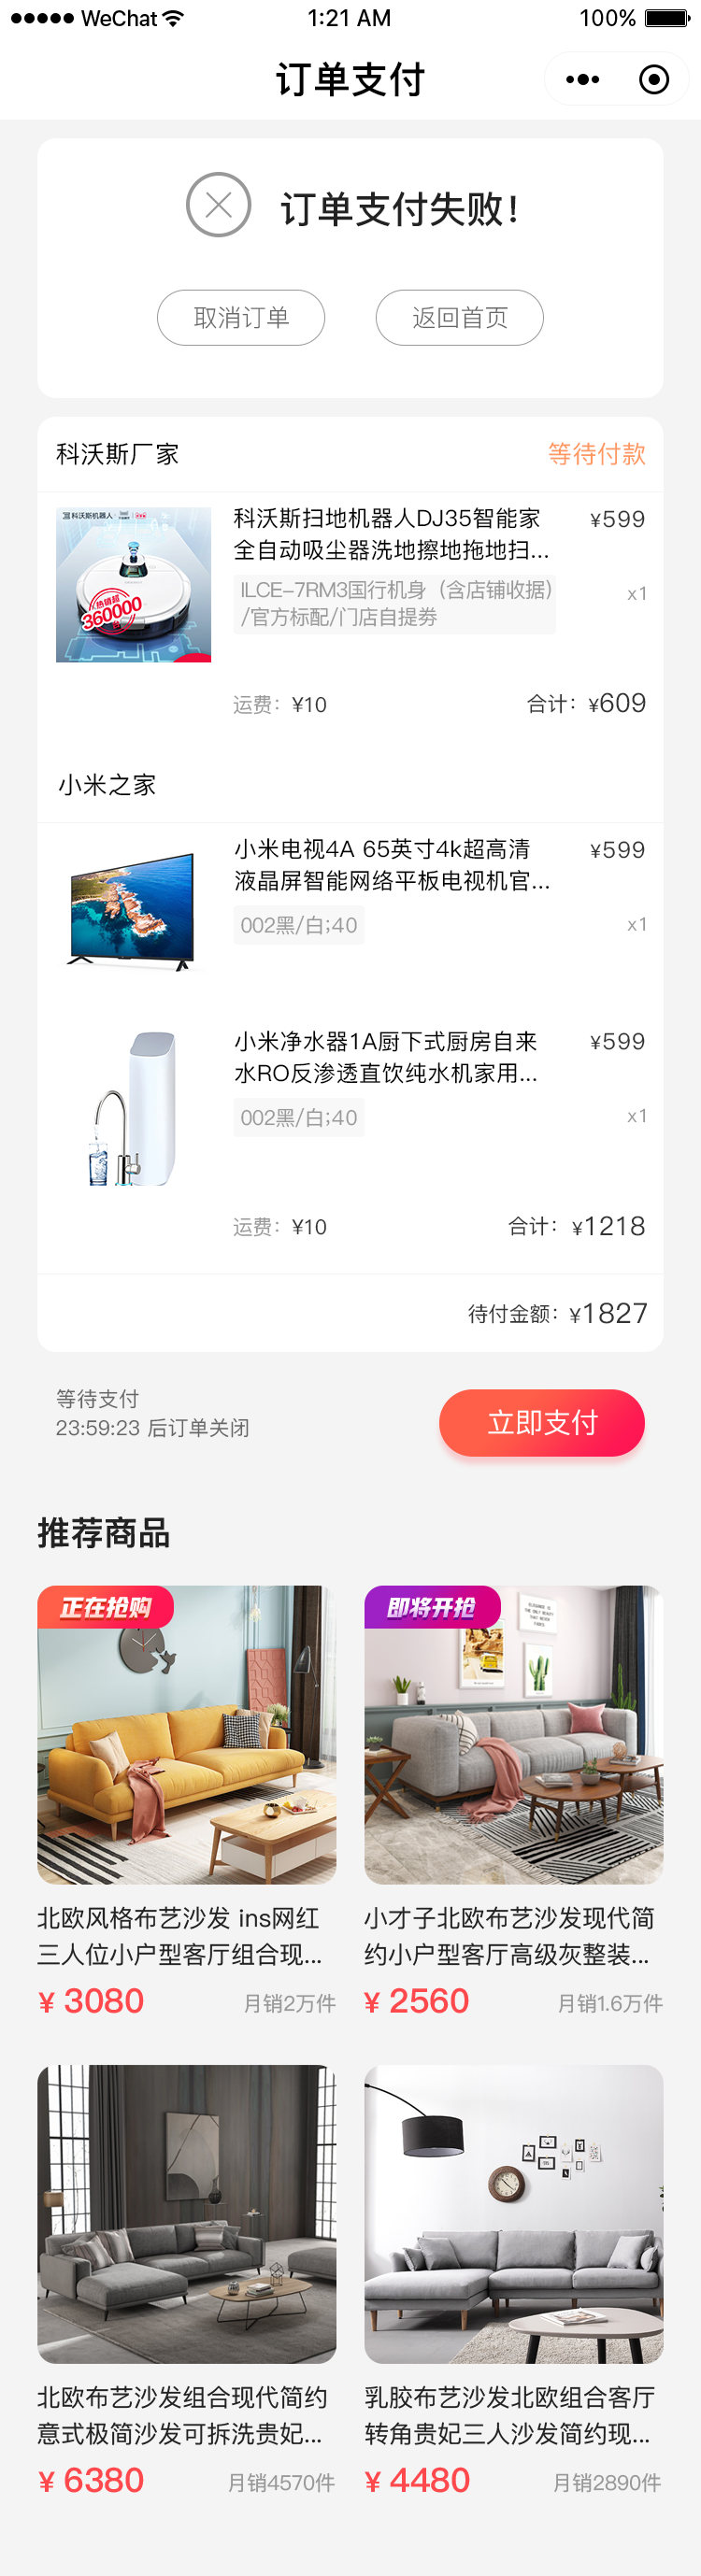 WeChat 1:21 AM 100%
订单支付
订单支付失败！
取消订单 返回首页
科沃斯厂家 等待付款
科沃斯机器人
热销超
360000
科沃斯扫地机器人DJ35智能家 ¥599
全自动吸尘器洗地擦地拖地扫...
ILCE-7RM3国行机身（含店铺收据） x1
/官方标配/门店自提券
运费：¥10 合计：¥609
小米之家
小米电视4A 65英寸4k超高清 ¥599
液晶屏智能网络平板电视机官...
002黑/白;40 x1
小米净水器1A厨下式厨房自来 ¥599
水RO反渗透直饮纯水机家用...
002黑/白;40 x1
运费：¥10 合计：¥1218
待付金额：¥1827
等待支付
23:59:23 后订单关闭
立即支付
推荐商品
正在抢购 即将开抢
北欧风格布艺沙发 ins网红
三人位小户型客厅组合现...
¥ 3080 月销2万件
小才子北欧布艺沙发现代简
约小户型客厅高级灰整装...
¥ 2560 月销1.6万件
北欧布艺沙发组合现代简约
意式极简沙发可拆洗贵妃...
¥ 6380 月销4570件
乳胶布艺沙发北欧组合客厅
转角贵妃三人沙发简约现...
¥ 4480 月销2890件